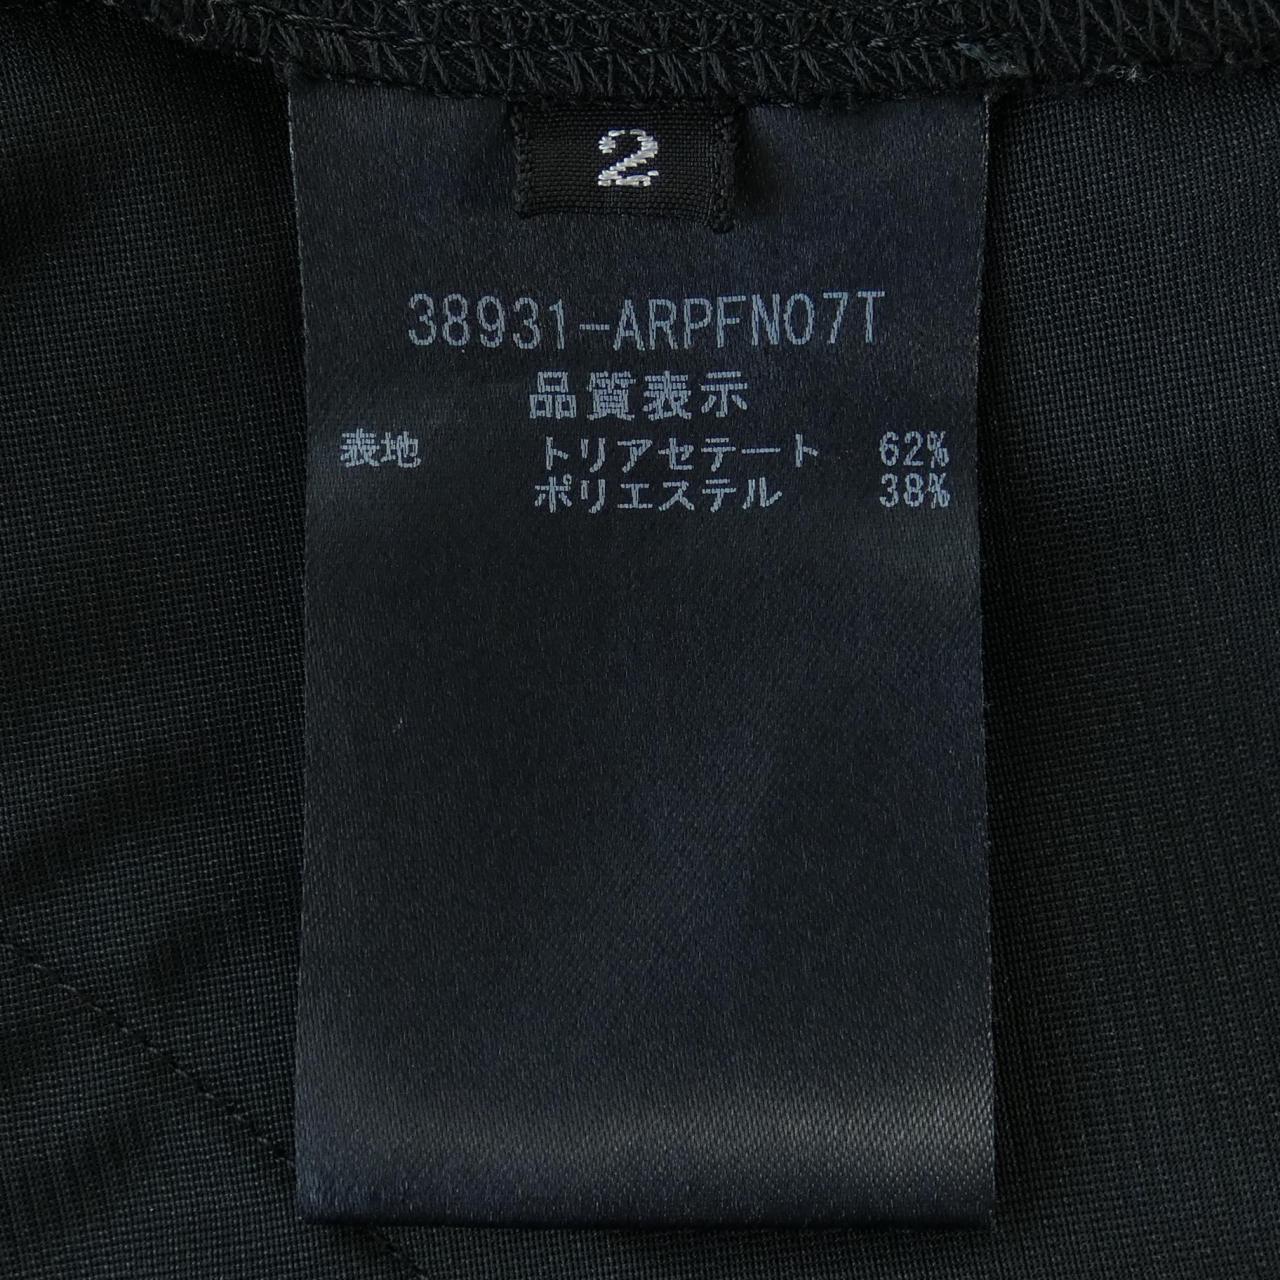 2
38931-ARPFN07T
品質表示
表地 トリアセテート 62%
ポリエステル 38%